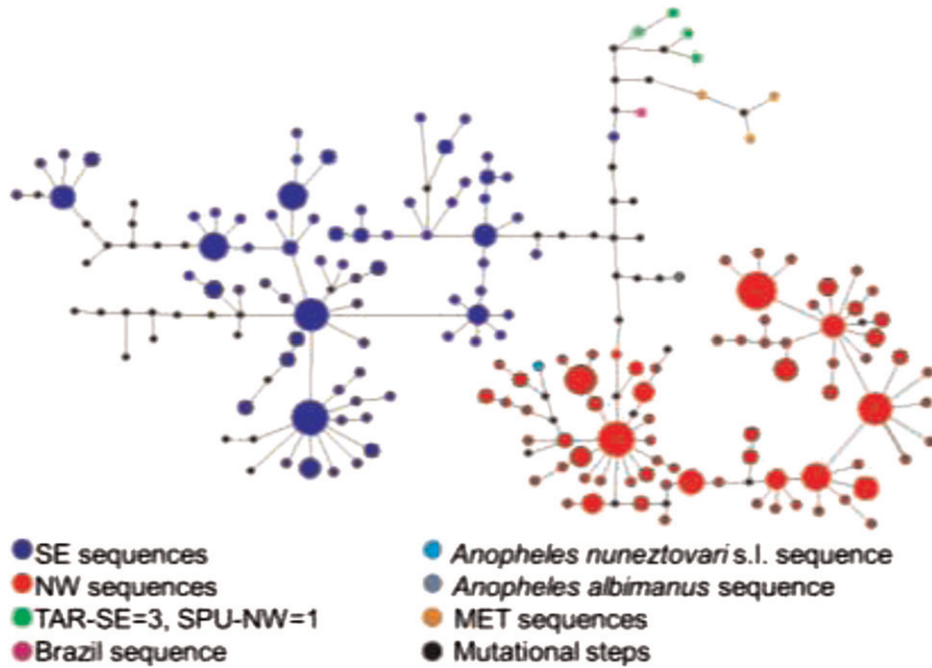 SE sequences
NW sequences
TAR-SE=3, SPU-NW=1
Brazil sequence
Anopheles nuneztovari s.l. sequence
Anopheles albimanus sequence
MET sequences
Mutational steps